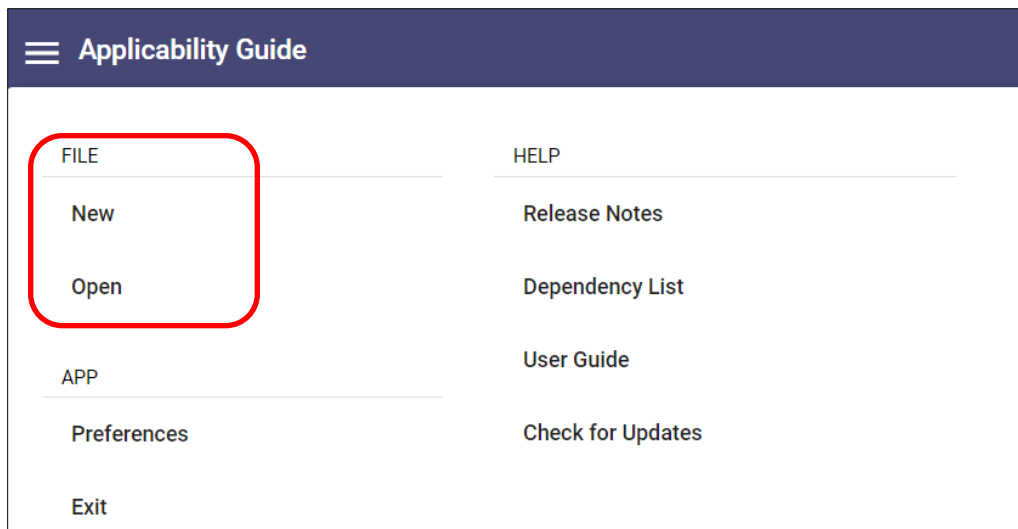 Applicability Guide
FILE
New
Open
APP
Preferences
Exit
HELP
Release Notes
Dependency List
User Guide
Check for Updates